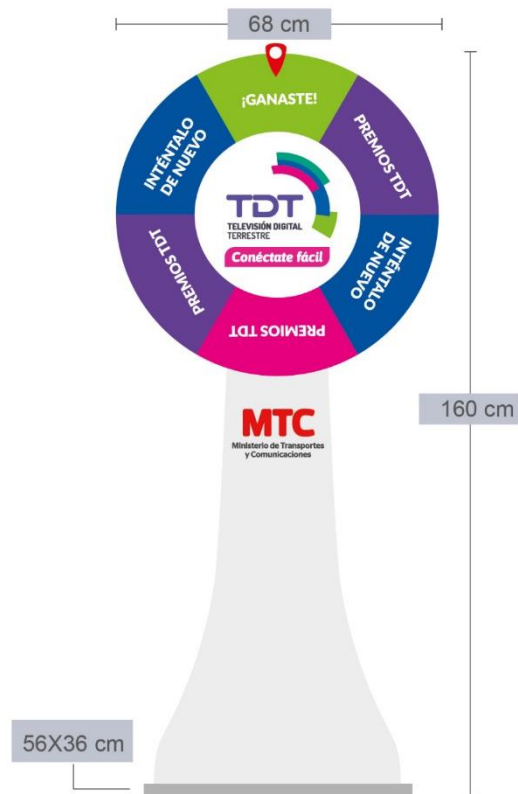 68 cm
¡GANASTE!
INTÉNTALO
DE NUEVO
PREMIOS TDT
TDT
TELEVISIÓN DIGITAL
TERRESTRE
Conéctate fácil
PREMIOS TDT
INTÉNTALO
DE NUEVO
PREMIOS TDT
160 cm
MTC
Ministerio de Transportes
y Comunicaciones
56X36 cm